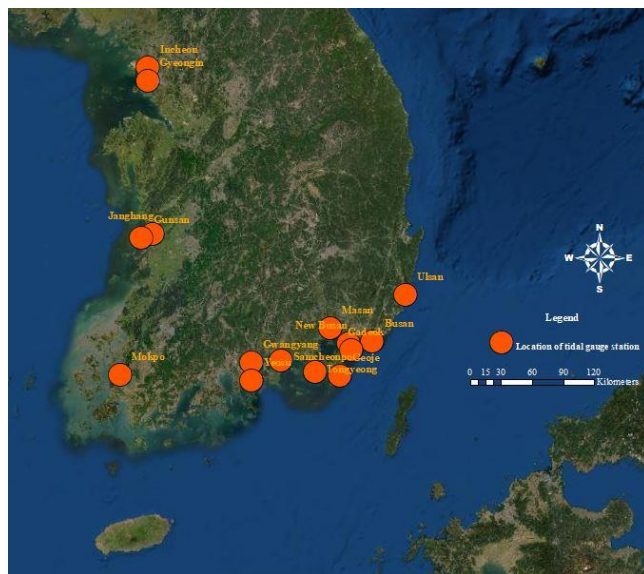 Incheon
Gyeongin
Janghang
Gunsan
Ulsan
Masan
New Busan
Busan
Gadeok
Gwangyang
Samcheonpo
Geoje
Mokpo
Yeosu
Tongyeong
N
W
E
S
Legend
Location of tidal gauge station
0 15 30 60 90 120
Kilometers